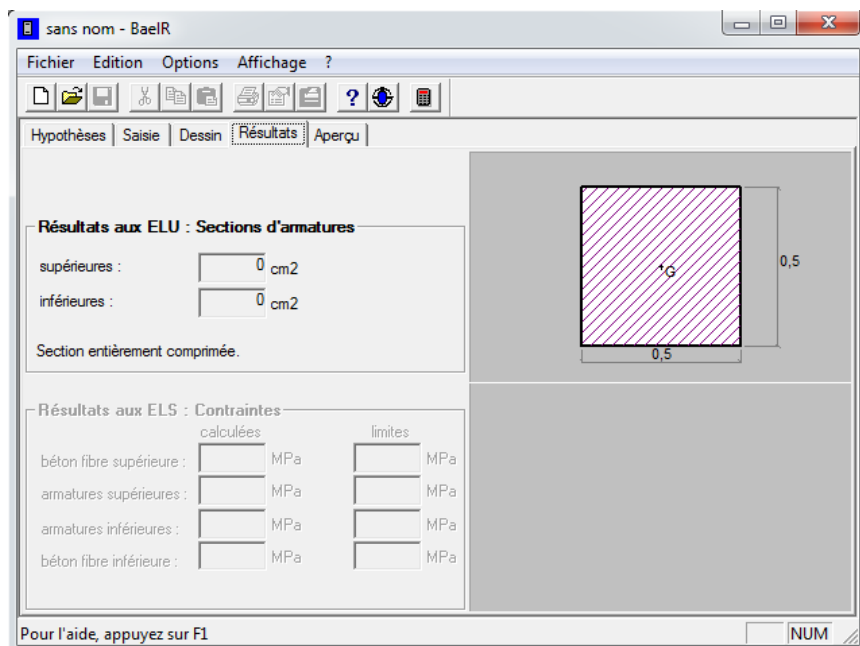 sans nom - BaelR
Fichier Edition Options Affichage ?
Hypothèses Saisie Dessin Résultats Aperçu
Résultats aux ELU : Sections d'armatures
supérieures : 0 cm2
inférieures : 0 cm2
Section entièrement comprimée.
G
0,5
0,5
Résultats aux ELS : Contraintes
calculées limites
béton fibre supérieure : MPa MPa
armatures supérieures : MPa MPa
armatures inférieures : MPa MPa
béton fibre inférieure : MPa MPa
Pour l'aide, appuyez sur F1
NUM